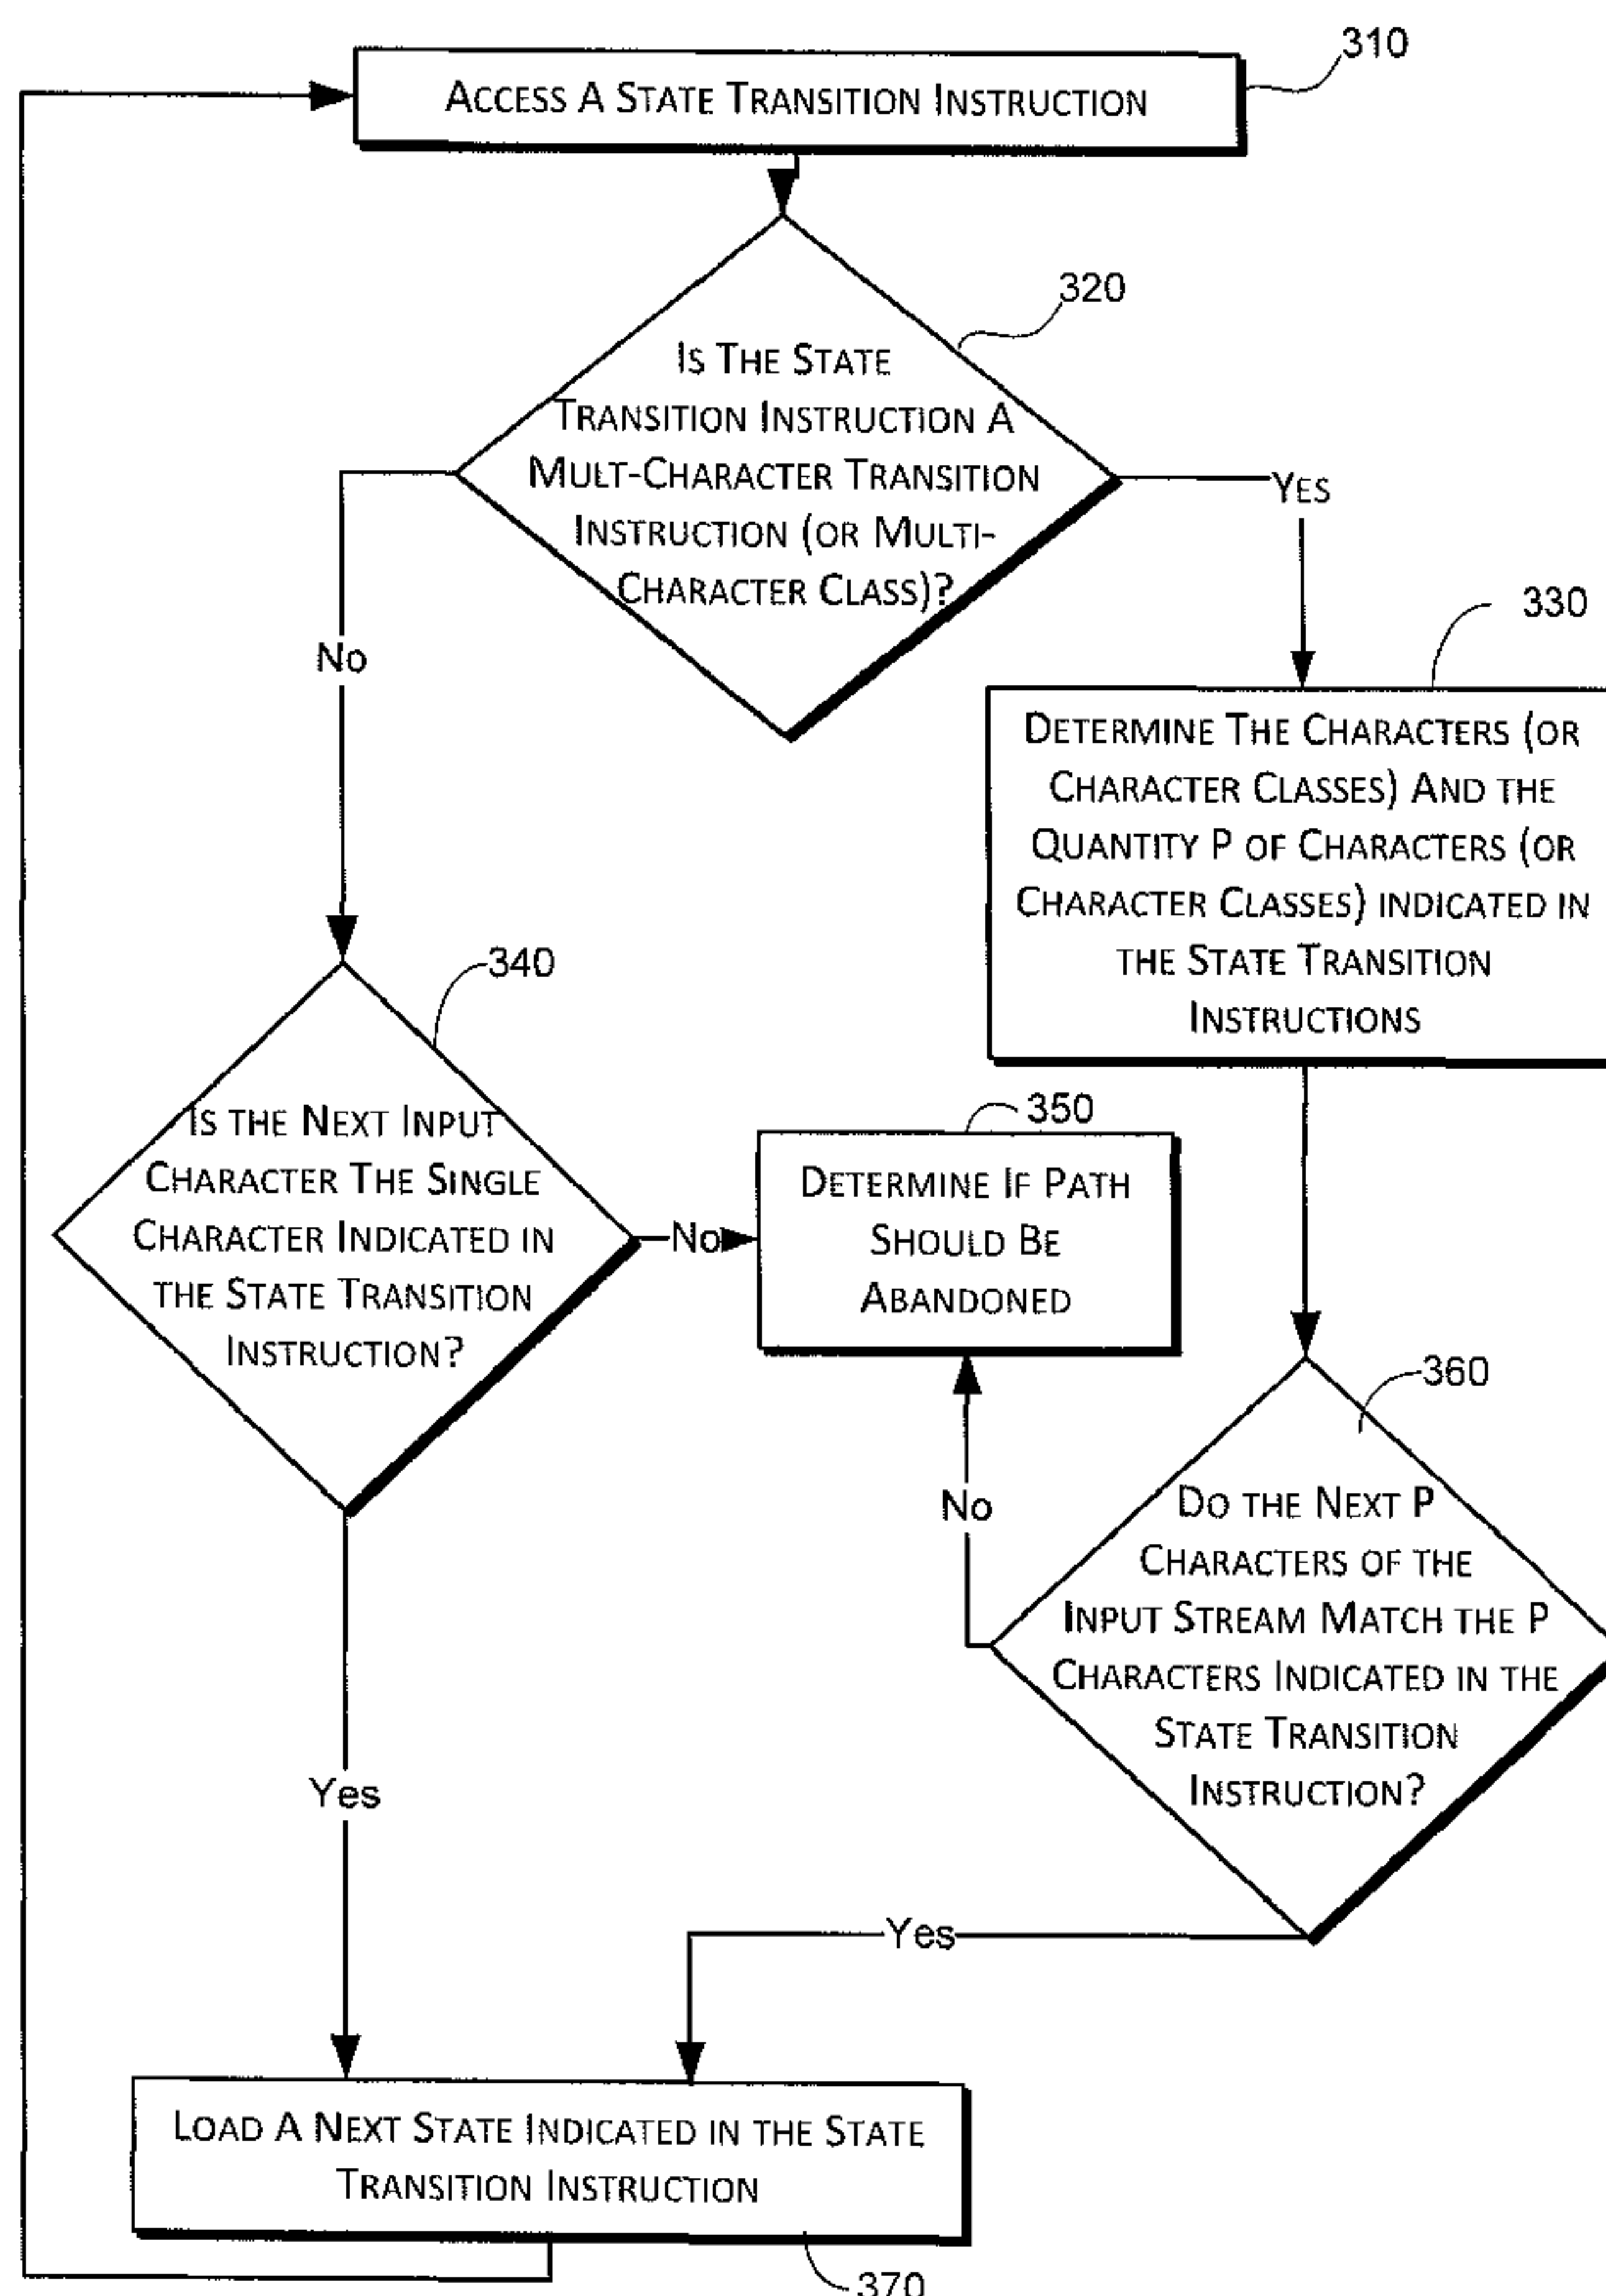 310
ACCESS A STATE TRANSITION INSTRUCTION
320
IS THE STATE
TRANSITION INSTRUCTION A
MULT-CHARACTER TRANSITION
INSTRUCTION (OR MULTI-
CHARACTER CLASS)?
YES
No
330
DETERMINE THE CHARACTERS (OR
CHARACTER CLASSES) AND THE
QUANTITY P OF CHARACTERS (OR
CHARACTER CLASSES) INDICATED IN
THE STATE TRANSITION
INSTRUCTIONS
340
IS THE NEXT INPUT
CHARACTER THE SINGLE
CHARACTER INDICATED IN
THE STATE TRANSITION
INSTRUCTION?
No
350
DETERMINE IF PATH
SHOULD BE
ABANDONED
360
DO THE NEXT P
CHARACTERS OF THE
INPUT STREAM MATCH THE P
CHARACTERS INDICATED IN THE
STATE TRANSITION
INSTRUCTION?
No
Yes
Yes
LOAD A NEXT STATE INDICATED IN THE STATE
TRANSITION INSTRUCTION
370